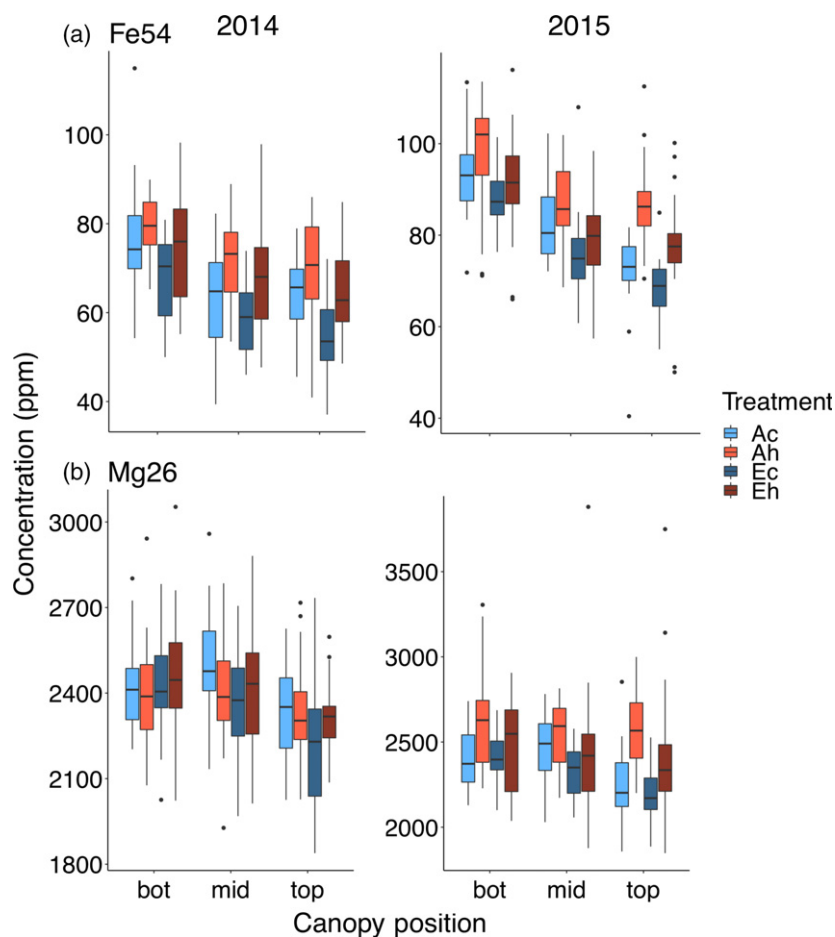 (a) Fe54
2014
2015
100
80
60
40
100
80
60
40
Concentration (ppm)
Treatment
Ac
Ah
Ec
Eh
(b) Mg26
3000
2700
2400
2100
1800
3500
3000
2500
2000
bot mid top
bot mid top
Canopy position